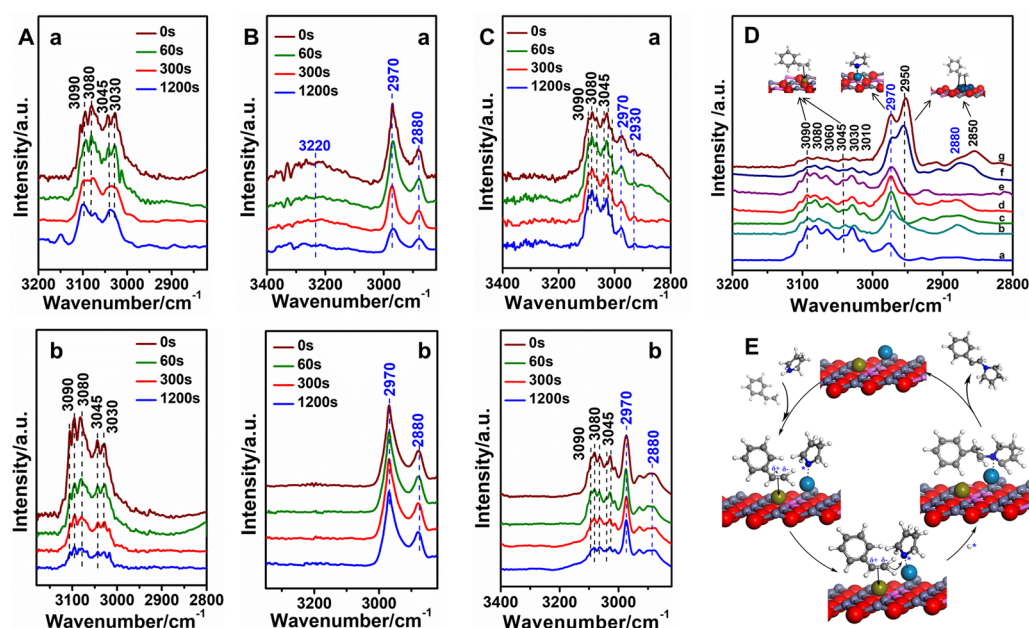 A
a
0s
60s
300s
1200s
3090
3080
3045
3030
Intensity/a.u.
3200 3100 3000 2900
Wavenumber/cm-1
B
a
0s
60s
300s
1200s
3220
2970
2880
Intensity/a.u.
3400 3200 3000
Wavenumber/cm-1
C
a
0s
60s
300s
1200s
3090
3080
3045
2970
2930
Intensity/a.u.
3400 3200 3000 2800
Wavenumber/cm-1
D
3090
3080
3060
3045
3030
3010
2970
2950
2880
2850
g
f
e
d
c
b
a
Intensity /a.u.
3200 3100 3000 2900 2800
Wavenumber/cm-1
b
0s
60s
300s
1200s
3090
3080
3045
3030
Intensity/a.u.
3100 3000 2900 2800
Wavenumber/cm-1
b
0s
60s
300s
1200s
2970
2880
Intensity/a.u.
3200 3000
Wavenumber/cm-1
b
0s
60s
300s
1200s
3090
3080
3045
2970
2880
Intensity/a.u.
3400 3200 3000
Wavenumber/cm-1
E
δ+ δ-
*
δ+ δ-
*